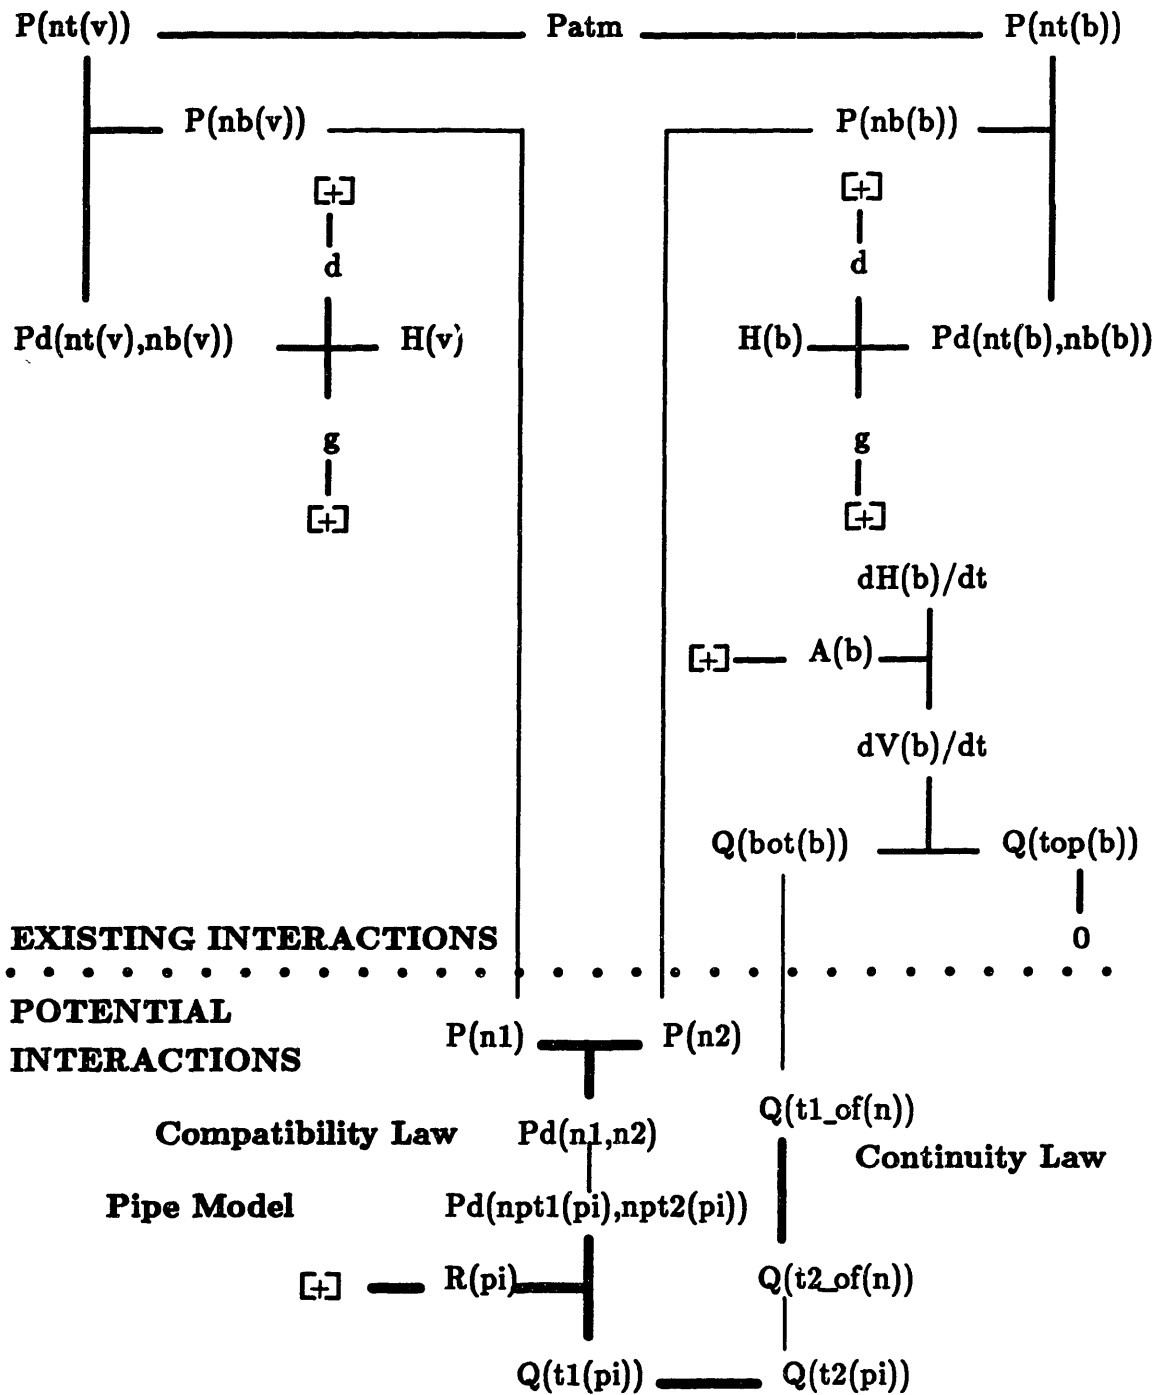 P(nt(v)) Patm P(nt(b))
P(nb(v)) P(nb(b))
[+] [+]
d d
Pd(nt(v),nb(v)) H(v) H(b) Pd(nt(b),nb(b))
g g
[+] [+]
dH(b)/dt
[+] A(b)
dV(b)/dt
Q(bot(b)) Q(top(b))
EXISTING INTERACTIONS 0
POTENTIAL
INTERACTIONS
P(n1) P(n2)
Q(t1_of(n))
Compatibility Law Pd(n1,n2)
Continuity Law
Pipe Model Pd(npt1(pi),npt2(pi))
[+] R(pi) Q(t2_of(n))
Q(t1(pi)) Q(t2(pi))